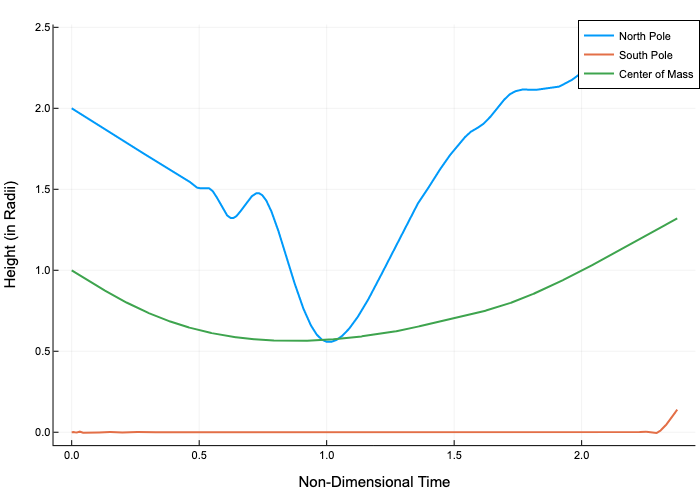 2.5
2.0
1.5
1.0
0.5
0.0
Height (in Radii)
North Pole
South Pole
Center of Mass
0.0 0.5 1.0 1.5 2.0
Non-Dimensional Time